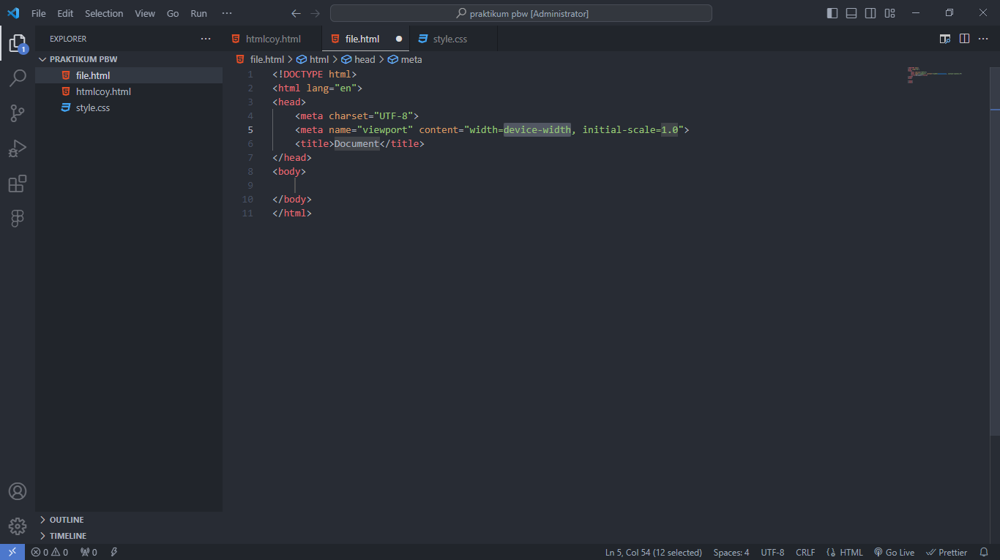 File Edit Selection View Go Run ···
praktikum pbw [Administrator]
EXPLORER ···
PRAKTIKUM PBW
file.html
htmlcoy.html
style.css
OUTLINE
TIMELINE
htmlcoy.html file.html style.css
file.html > html > head > meta
1 <!DOCTYPE html>
2 <html lang="en">
3 <head>
4 <meta charset="UTF-8">
5 <meta name="viewport" content="width=device-width, initial-scale=1.0">
6 <title>Document</title>
7 </head>
8 <body>
9
10 </body>
11 </html>
1
0 0 0 Ln 5, Col 54 (12 selected) Spaces: 4 UTF-8 CRLF {} HTML Go Live Prettier